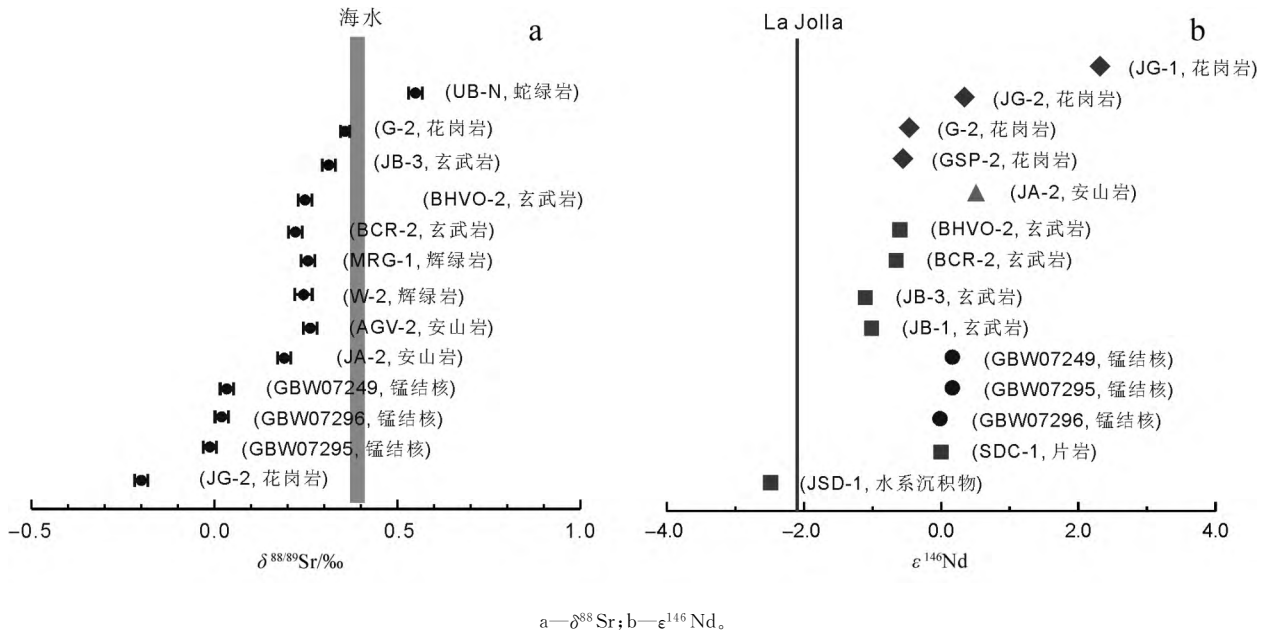 海水
a
(UB-N, 蛇绿岩)
(G-2, 花岗岩)
(JB-3, 玄武岩)
(BHVO-2, 玄武岩)
(BCR-2, 玄武岩)
(MRG-1, 辉绿岩)
(W-2, 辉绿岩)
(AGV-2, 安山岩)
(JA-2, 安山岩)
(GBW07249, 锰结核)
(GBW07296, 锰结核)
(GBW07295, 锰结核)
(JG-2, 花岗岩)
–0.5 0.0 0.5 1.0
δ88/89Sr/‰
La Jolla
b
(JG-1, 花岗岩)
(JG-2, 花岗岩)
(G-2, 花岗岩)
(GSP-2, 花岗岩)
(JA-2, 安山岩)
(BHVO-2, 玄武岩)
(BCR-2, 玄武岩)
(JB-3, 玄武岩)
(JB-1, 玄武岩)
(GBW07249, 锰结核)
(GBW07295, 锰结核)
(GBW07296, 锰结核)
(SDC-1, 片岩)
(JSD-1, 水系沉积物)
–4.0 –2.0 0.0 2.0 4.0
ε146Nd
a—δ88Sr;b—ε146Nd。